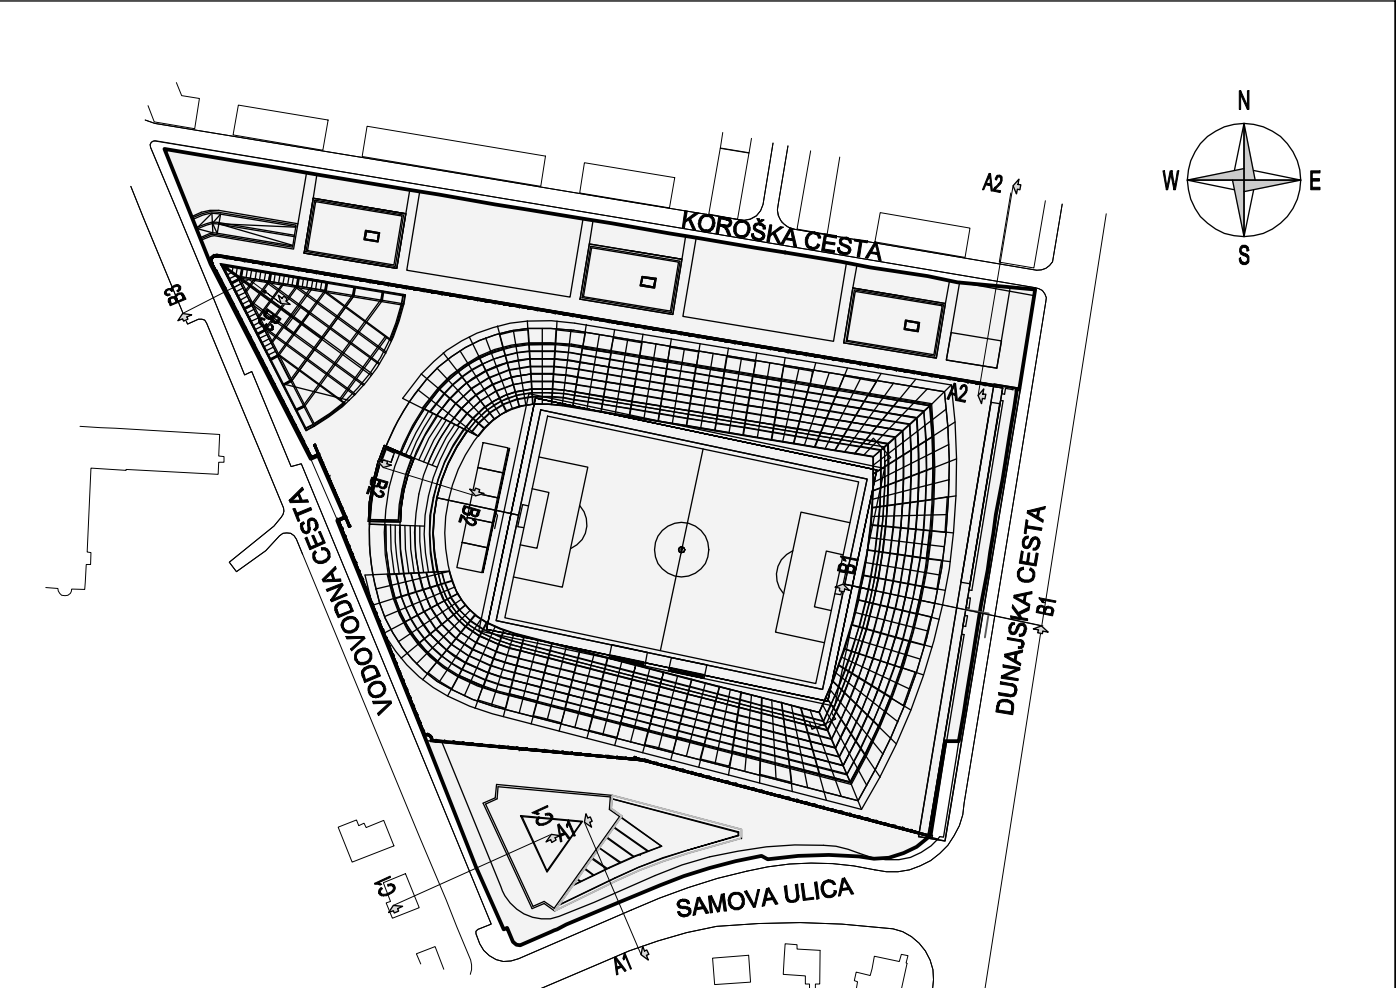 N
W E
S
A2
KOROŠKA CESTA
B3
B3
A2
B2
B2
B1
B1
VODOVODNA CESTA
DUNAJSKA CESTA
C1
A1
C1
SAMOVA ULICA
A1